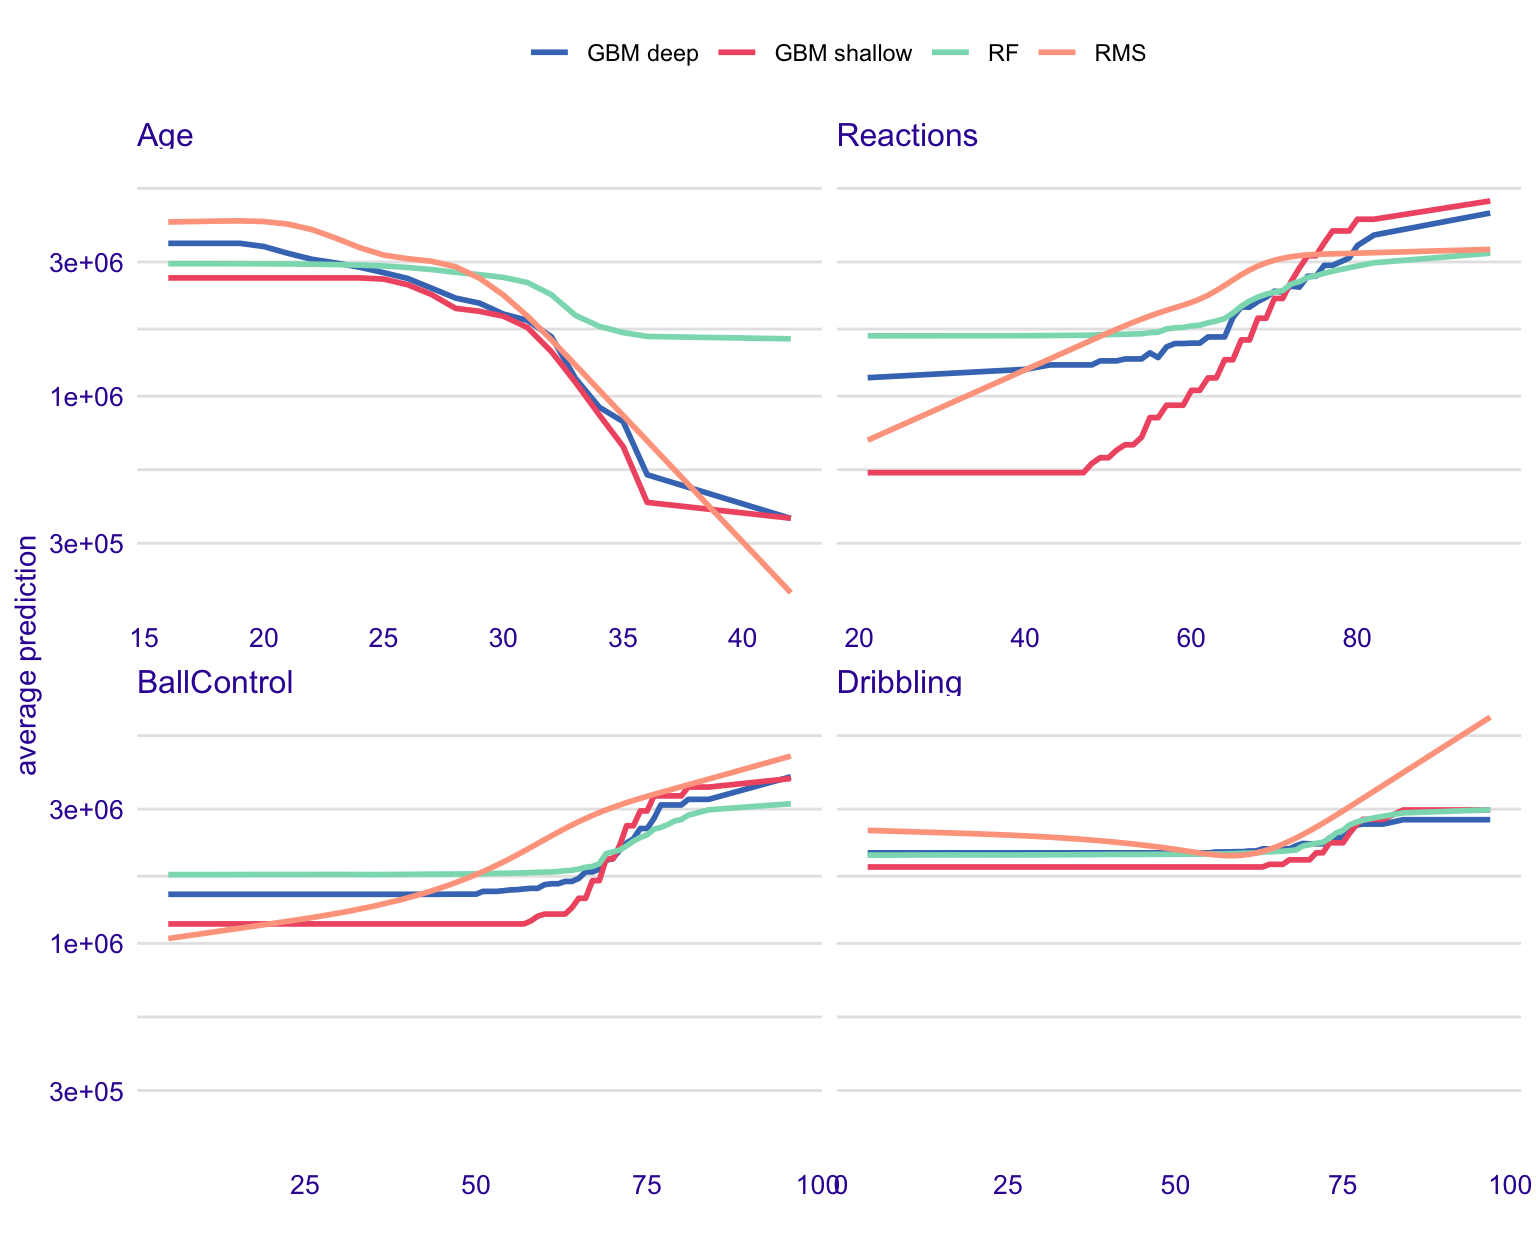 GBM deep GBM shallow RF RMS
Age
Reactions
3e+06
1e+06
3e+05
average prediction
15 20 25 30 35 40
20 40 60 80
BallControl
Dribbling
3e+06
1e+06
3e+05
25 50 75 100
0 25 50 75 100